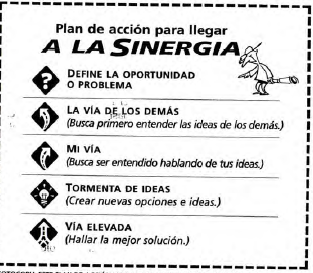 Plan de acción para llegar
A LA SINERGIA
?
DEFINE LA OPORTUNIDAD
O PROBLEMA
LA VÍA DE LOS DEMÁS
(Busca primero entender las ideas de los demás.)
MI VÍA
(Busca ser entendido hablando de tus ideas.)
TORMENTA DE IDEAS
(Crear nuevas opciones e ideas.)
VÍA ELEVADA
(Hallar la mejor solución.)